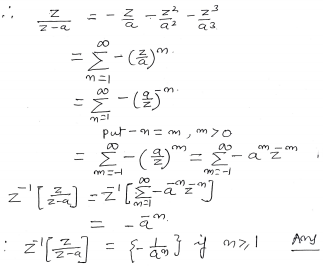 ∴ z/(z-a) = - z/a - z²/a² - z³/a³
= ∑_{n=1}^{∞} -(z/a)^n.
= ∑_{n=1}^{∞} -(a/z)^{-n}.
put -n = m, m > 0
= ∑_{m=-1}^{∞} -(a/z)^m = ∑_{m=-1}^{∞} - a^m z^{-m}
z^{-1}[z/(z-a)] = z^{-1}[∑_{m=-1}^{∞} -a^{-m} z^{-n}]
= -a^{-m}.
∴ z^{-1}[z/(z-a)] = {-1/a^n} if n ≥ 1 Ans